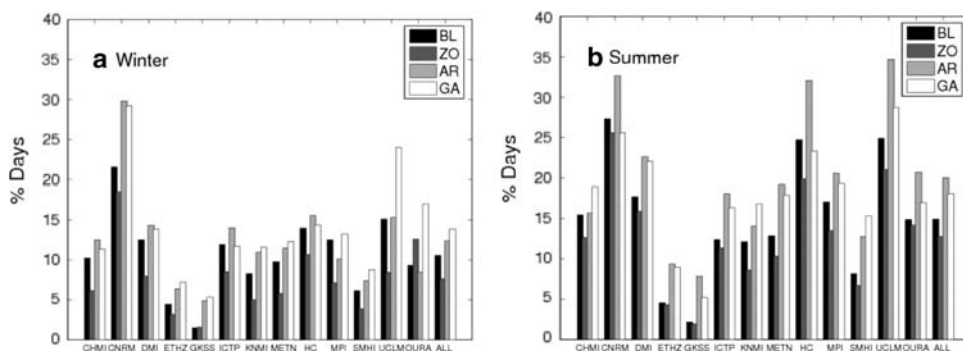 40
35
30
25
20
15
10
5
0
% Days
a Winter
BL
ZO
AR
GA
CHMI CNRM DMI ETHZ GKSS ICTP KNMI METN HC MPI SMHI UCLM OURA ALL
40
35
30
25
20
15
10
5
0
% Days
b Summer
BL
ZO
AR
GA
CHMI CNRM DMI ETHZ GKSS ICTP KNMI METN HC MPI SMHI UCLM OURA ALL